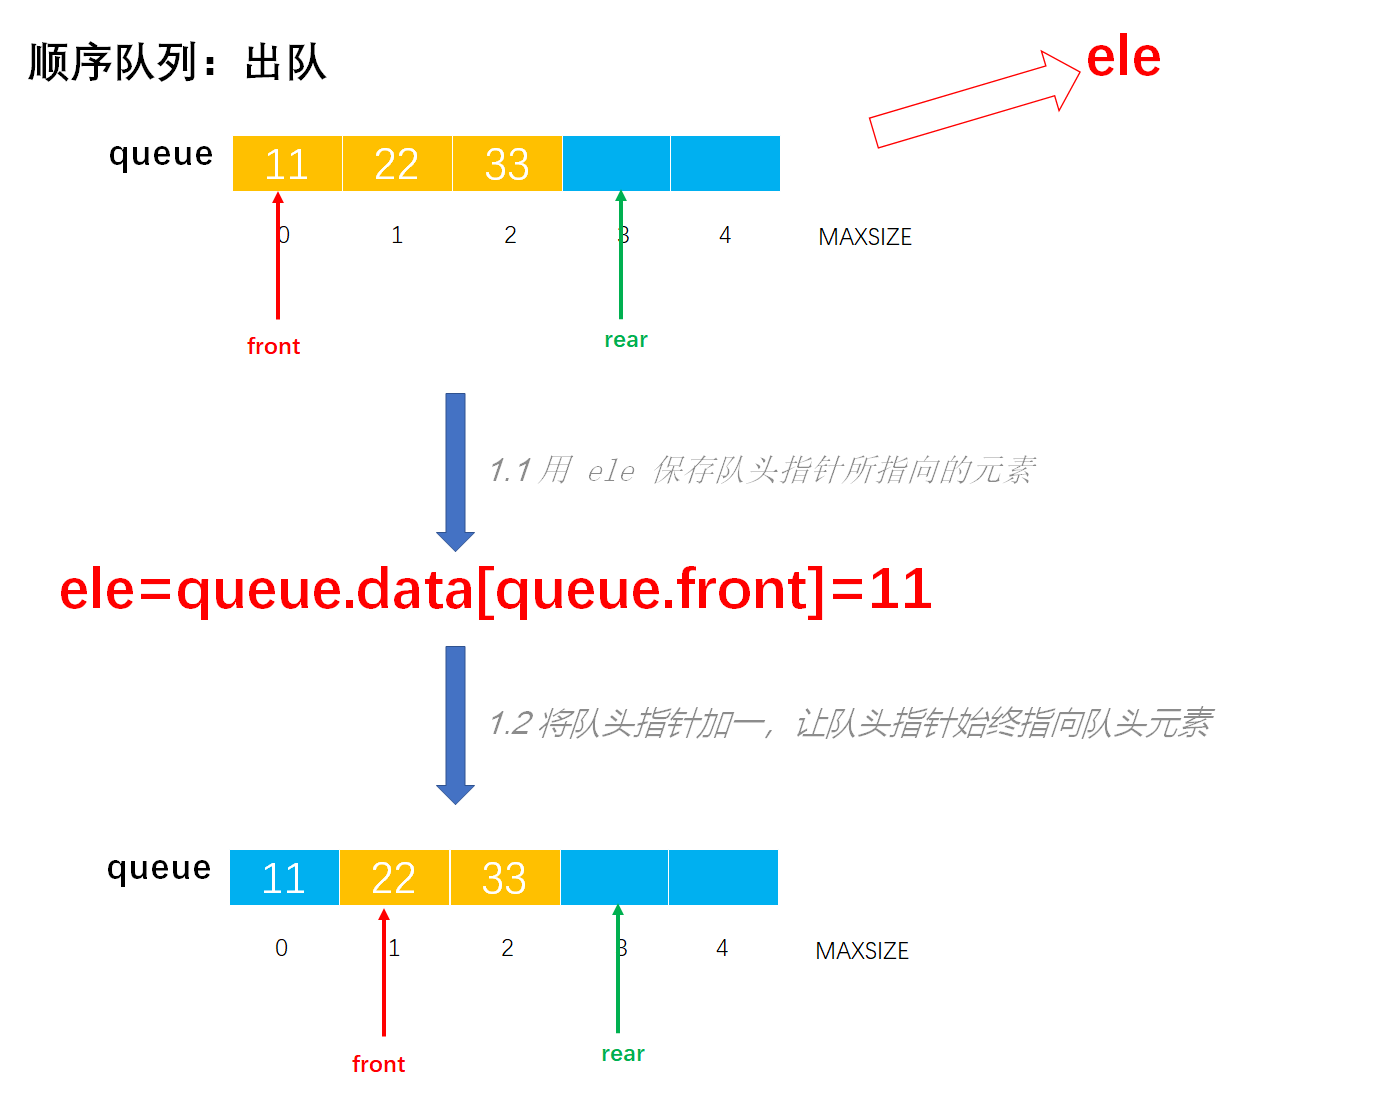 顺序队列：出队
ele
queue 11 22 33
0 1 2 3 4 MAXSIZE
front
rear
1.1 用 ele 保存队头指针所指向的元素
ele=queue.data[queue.front]=11
1.2 将队头指针加一，让队头指针始终指向队头元素
queue 11 22 33
0 1 2 3 4 MAXSIZE
front
rear